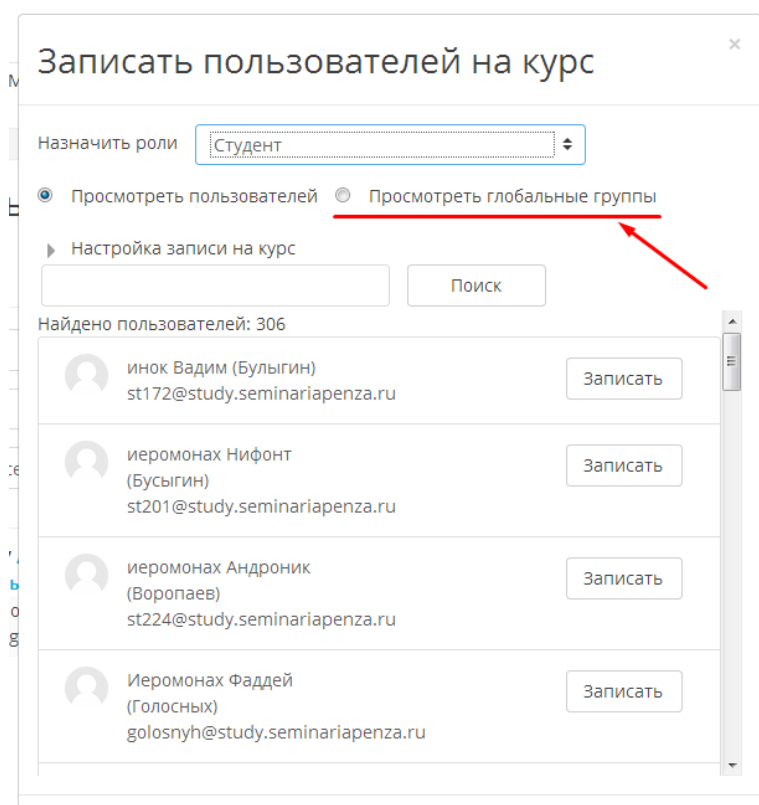 Записать пользователей на курс
×
Назначить роли Студент
Просмотреть пользователей Просмотреть глобальные группы
Настройка записи на курс
Поиск
Найдено пользователей: 306
инок Вадим (Булыгин)
st172@study.seminariapenza.ru
Записать
иеромонах Нифонт
(Бусыгин)
st201@study.seminariapenza.ru
Записать
иеромонах Андроник
(Воропаев)
st224@study.seminariapenza.ru
Записать
Иеромонах Фаддей
(Голосных)
golosnyh@study.seminariapenza.ru
Записать